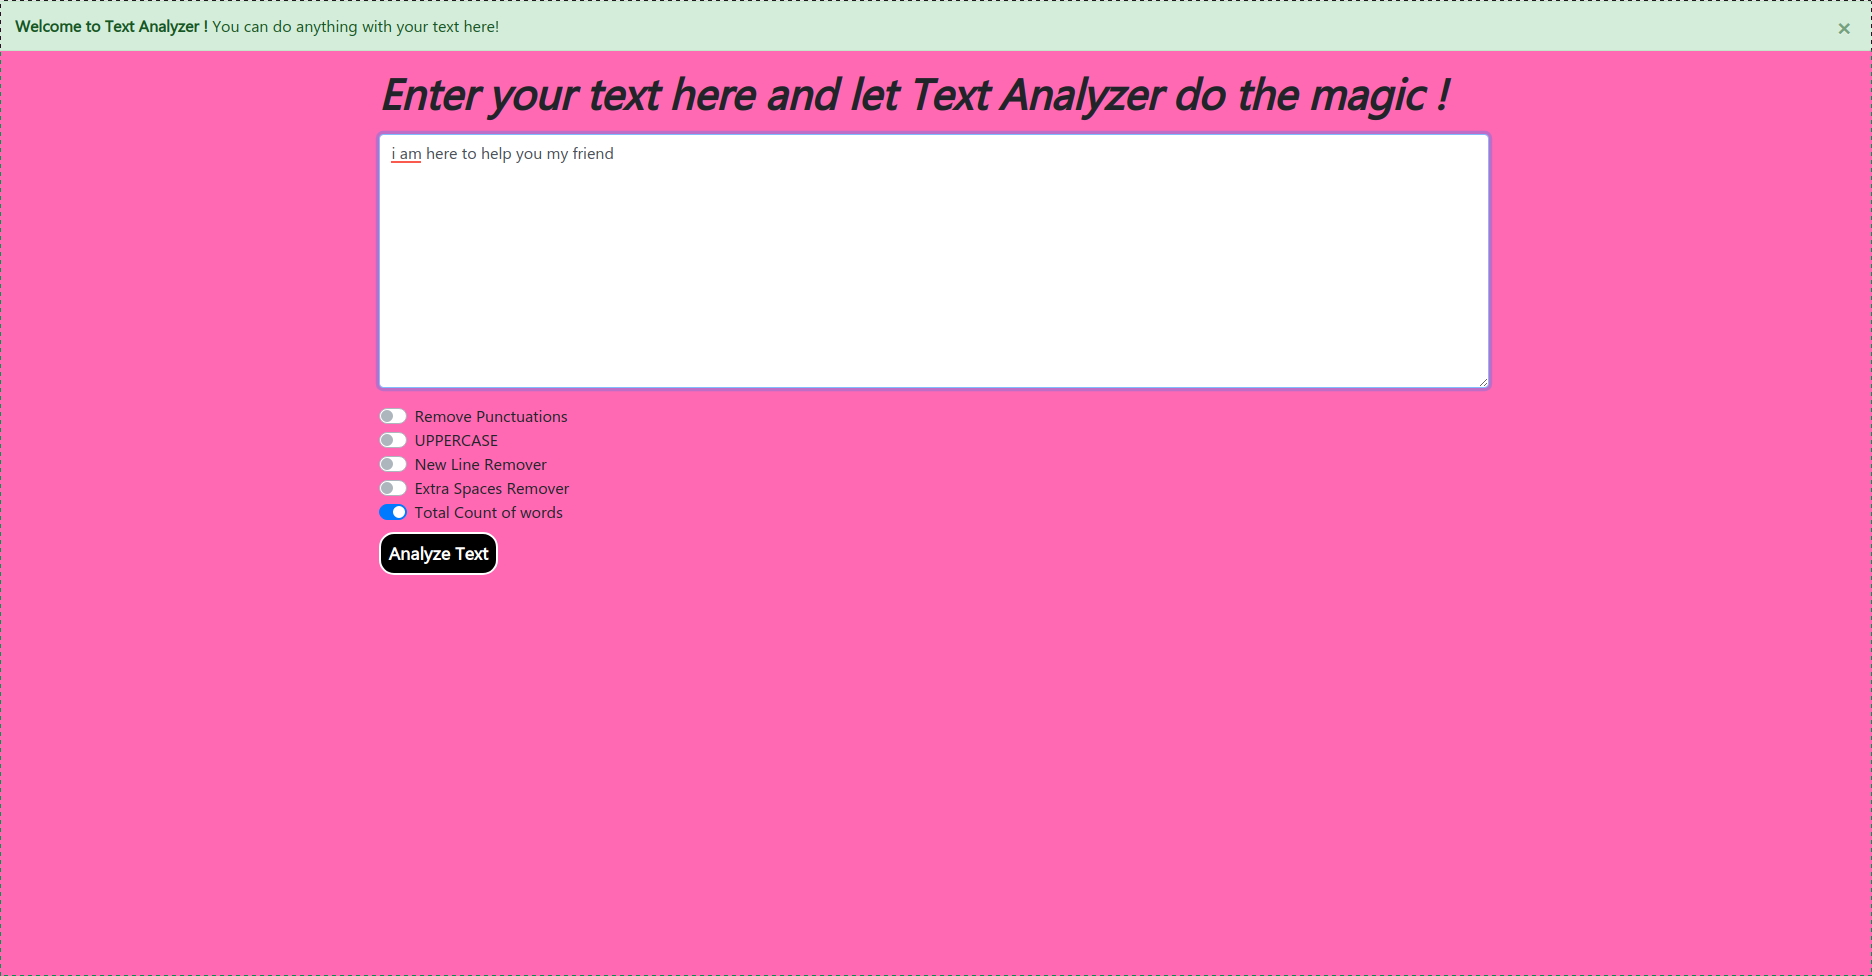 Welcome to Text Analyzer ! You can do anything with your text here!
×
Enter your text here and let Text Analyzer do the magic !
i am here to help you my friend
Remove Punctuations
UPPERCASE
New Line Remover
Extra Spaces Remover
Total Count of words
Analyze Text